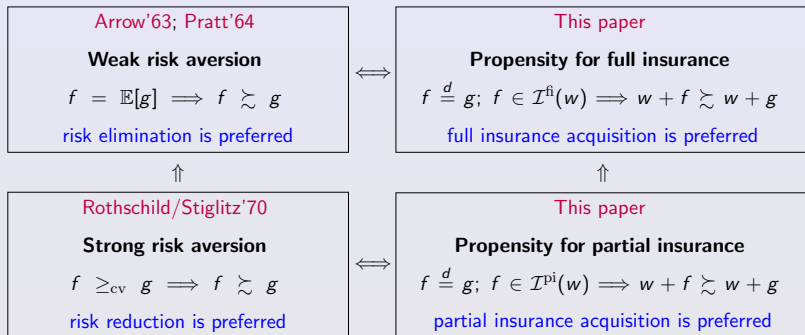 Arrow'63; Pratt'64
Weak risk aversion
f = 𝔼[g] ⟹ f ≿ g
risk elimination is preferred
⟺
This paper
Propensity for full insurance
f =ᵈ g; f ∈ ℐ^fi(w) ⟹ w + f ≿ w + g
full insurance acquisition is preferred
⇑
⇑
Rothschild/Stiglitz'70
Strong risk aversion
f ≥cv g ⟹ f ≿ g
risk reduction is preferred
⟺
This paper
Propensity for partial insurance
f =ᵈ g; f ∈ ℐ^pi(w) ⟹ w + f ≿ w + g
partial insurance acquisition is preferred